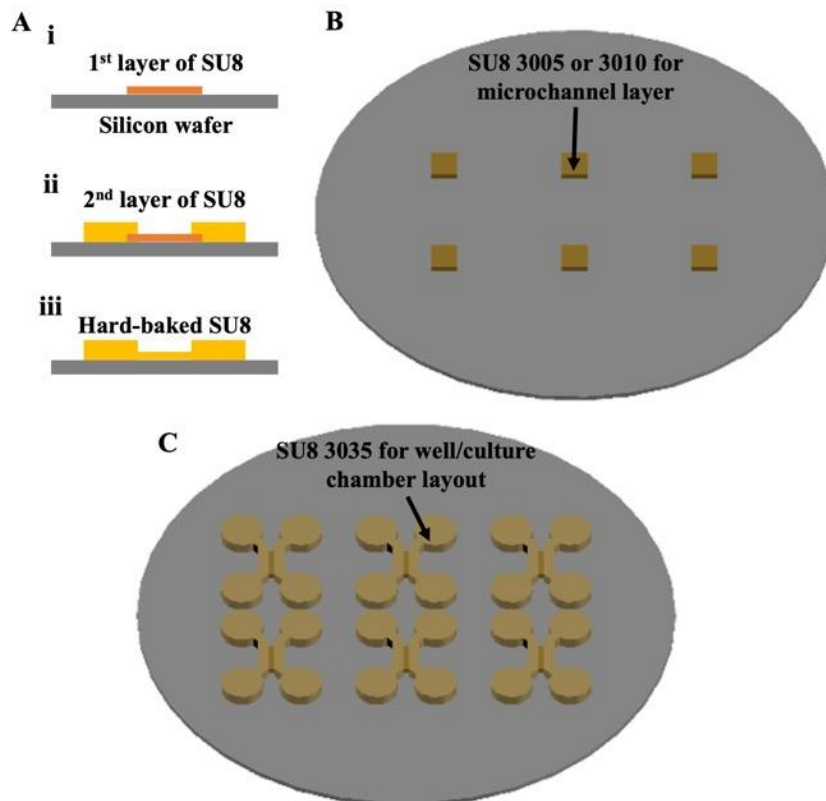 A
i
1st layer of SU8
Silicon wafer
ii
2nd layer of SU8
iii
Hard-baked SU8
B
SU8 3005 or 3010 for
microchannel layer
C
SU8 3035 for well/culture
chamber layout